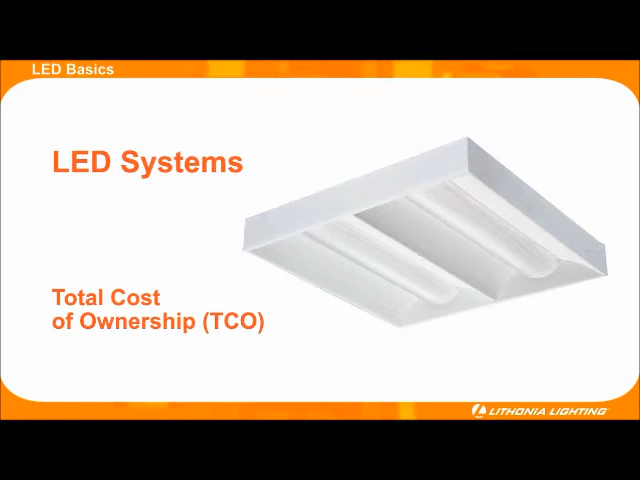 LED Basics
LED Systems
Total Cost
of Ownership (TCO)
LITHONIA LIGHTING